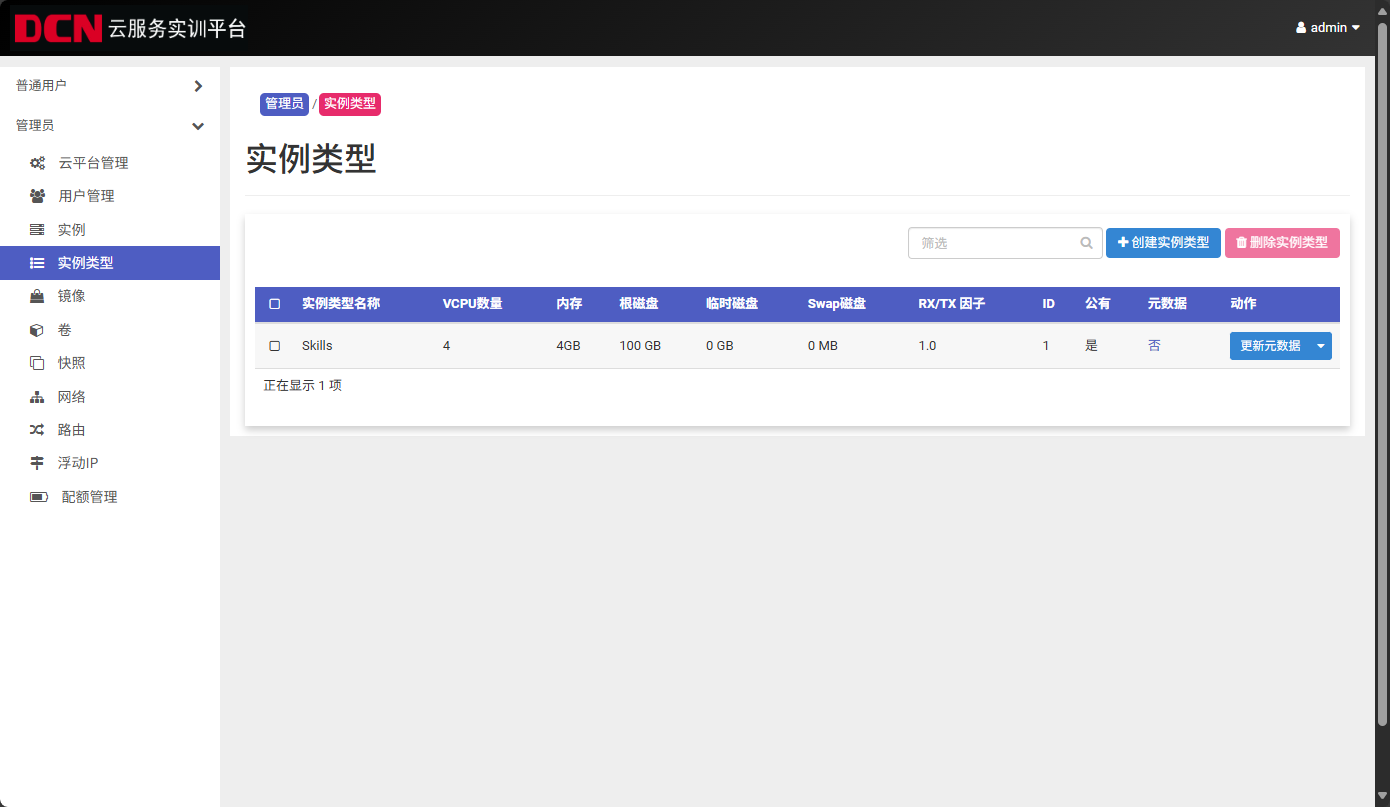 DCN 云服务实训平台
admin
普通用户
管理员
云平台管理
用户管理
实例
实例类型
镜像
卷
快照
网络
路由
浮动IP
配额管理
管理员 / 实例类型
实例类型
筛选 创建实例类型 删除实例类型
实例类型名称 VCPU数量 内存 根磁盘 临时磁盘 Swap磁盘 RX/TX 因子 ID 公有 元数据 动作
Skills 4 4GB 100 GB 0 GB 0 MB 1.0 1 是 否 更新元数据
正在显示 1 项